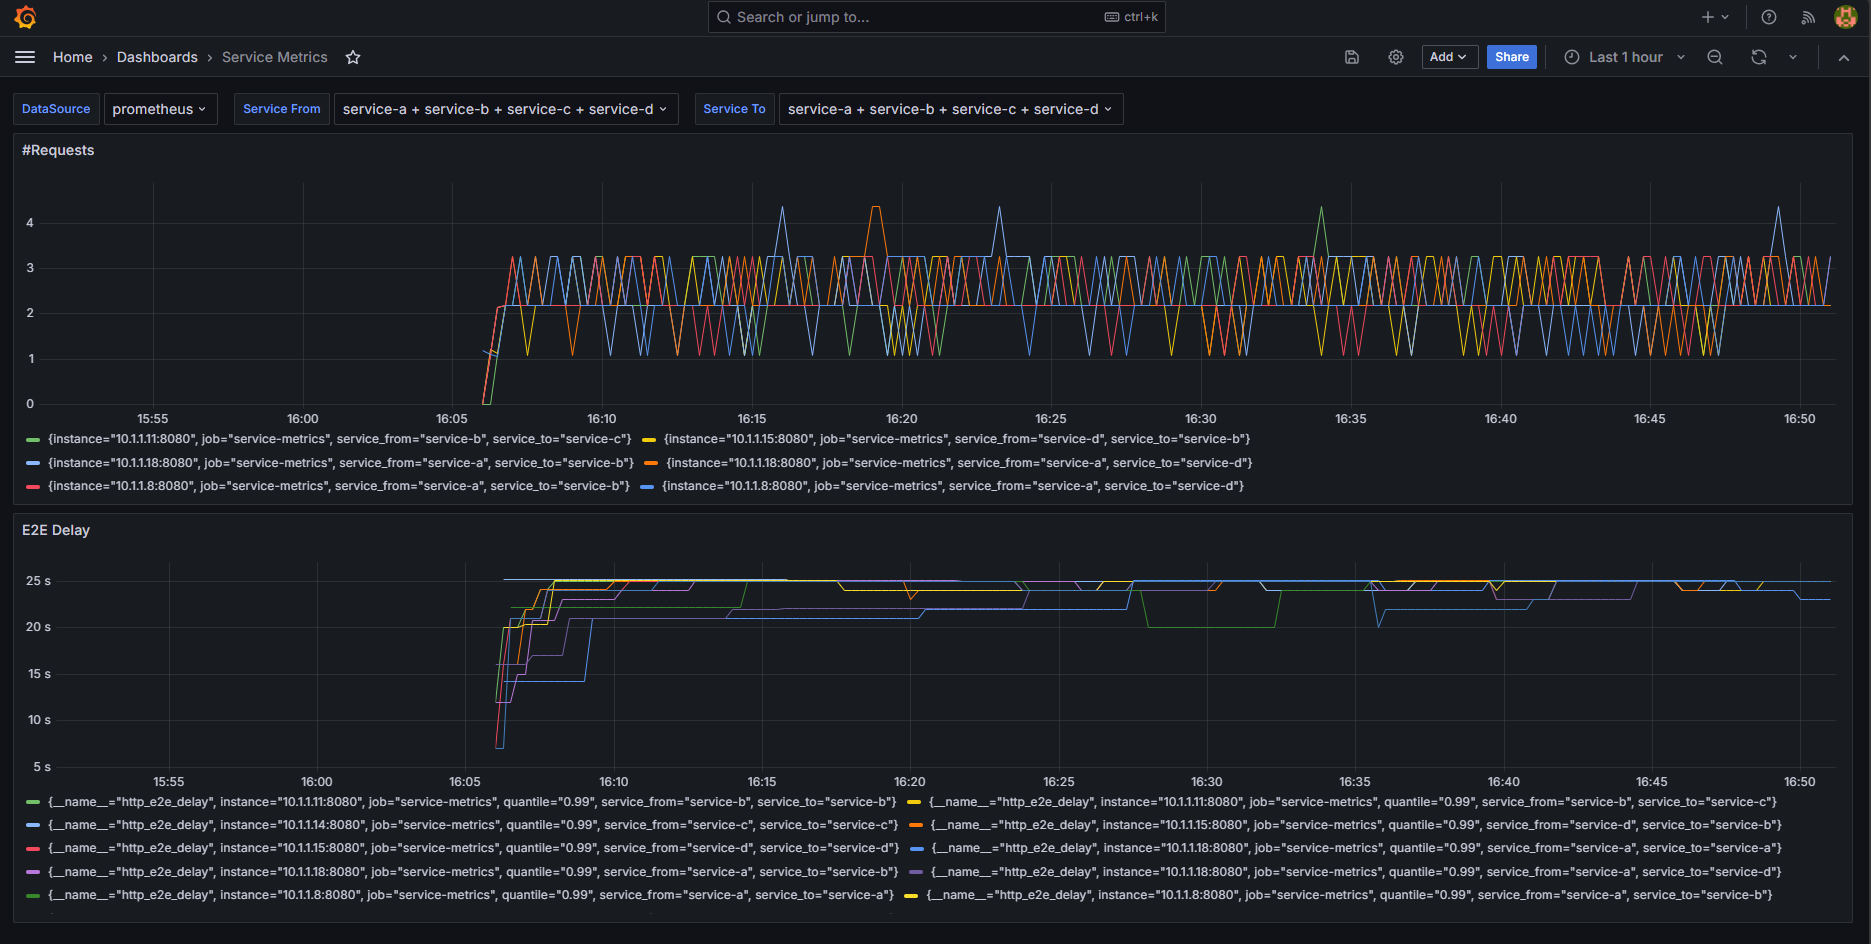 Search or jump to... ctrl+k
Home › Dashboards › Service Metrics Add Share Last 1 hour
DataSource prometheus Service From service-a + service-b + service-c + service-d Service To service-a + service-b + service-c + service-d
#Requests
4
3
2
1
0
15:55 16:00 16:05 16:10 16:15 16:20 16:25 16:30 16:35 16:40 16:45 16:50
{instance="10.1.1.11:8080", job="service-metrics", service_from="service-b", service_to="service-c"} {instance="10.1.1.15:8080", job="service-metrics", service_from="service-d", service_to="service-b"}
{instance="10.1.1.18:8080", job="service-metrics", service_from="service-a", service_to="service-b"} {instance="10.1.1.18:8080", job="service-metrics", service_from="service-a", service_to="service-d"}
{instance="10.1.1.8:8080", job="service-metrics", service_from="service-a", service_to="service-b"} {instance="10.1.1.8:8080", job="service-metrics", service_from="service-a", service_to="service-d"}
E2E Delay
25 s
20 s
15 s
10 s
5 s
15:55 16:00 16:05 16:10 16:15 16:20 16:25 16:30 16:35 16:40 16:45 16:50
{__name__="http_e2e_delay", instance="10.1.1.11:8080", job="service-metrics", quantile="0.99", service_from="service-b", service_to="service-b"} {__name__="http_e2e_delay", instance="10.1.1.11:8080", job="service-metrics", quantile="0.99", service_from="service-b", service_to="service-c"}
{__name__="http_e2e_delay", instance="10.1.1.14:8080", job="service-metrics", quantile="0.99", service_from="service-c", service_to="service-c"} {__name__="http_e2e_delay", instance="10.1.1.15:8080", job="service-metrics", quantile="0.99", service_from="service-d", service_to="service-b"}
{__name__="http_e2e_delay", instance="10.1.1.15:8080", job="service-metrics", quantile="0.99", service_from="service-d", service_to="service-d"} {__name__="http_e2e_delay", instance="10.1.1.18:8080", job="service-metrics", quantile="0.99", service_from="service-a", service_to="service-a"}
{__name__="http_e2e_delay", instance="10.1.1.18:8080", job="service-metrics", quantile="0.99", service_from="service-a", service_to="service-b"} {__name__="http_e2e_delay", instance="10.1.1.18:8080", job="service-metrics", quantile="0.99", service_from="service-a", service_to="service-d"}
{__name__="http_e2e_delay", instance="10.1.1.8:8080", job="service-metrics", quantile="0.99", service_from="service-a", service_to="service-a"} {__name__="http_e2e_delay", instance="10.1.1.8:8080", job="service-metrics", quantile="0.99", service_from="service-a", service_to="service-b"}